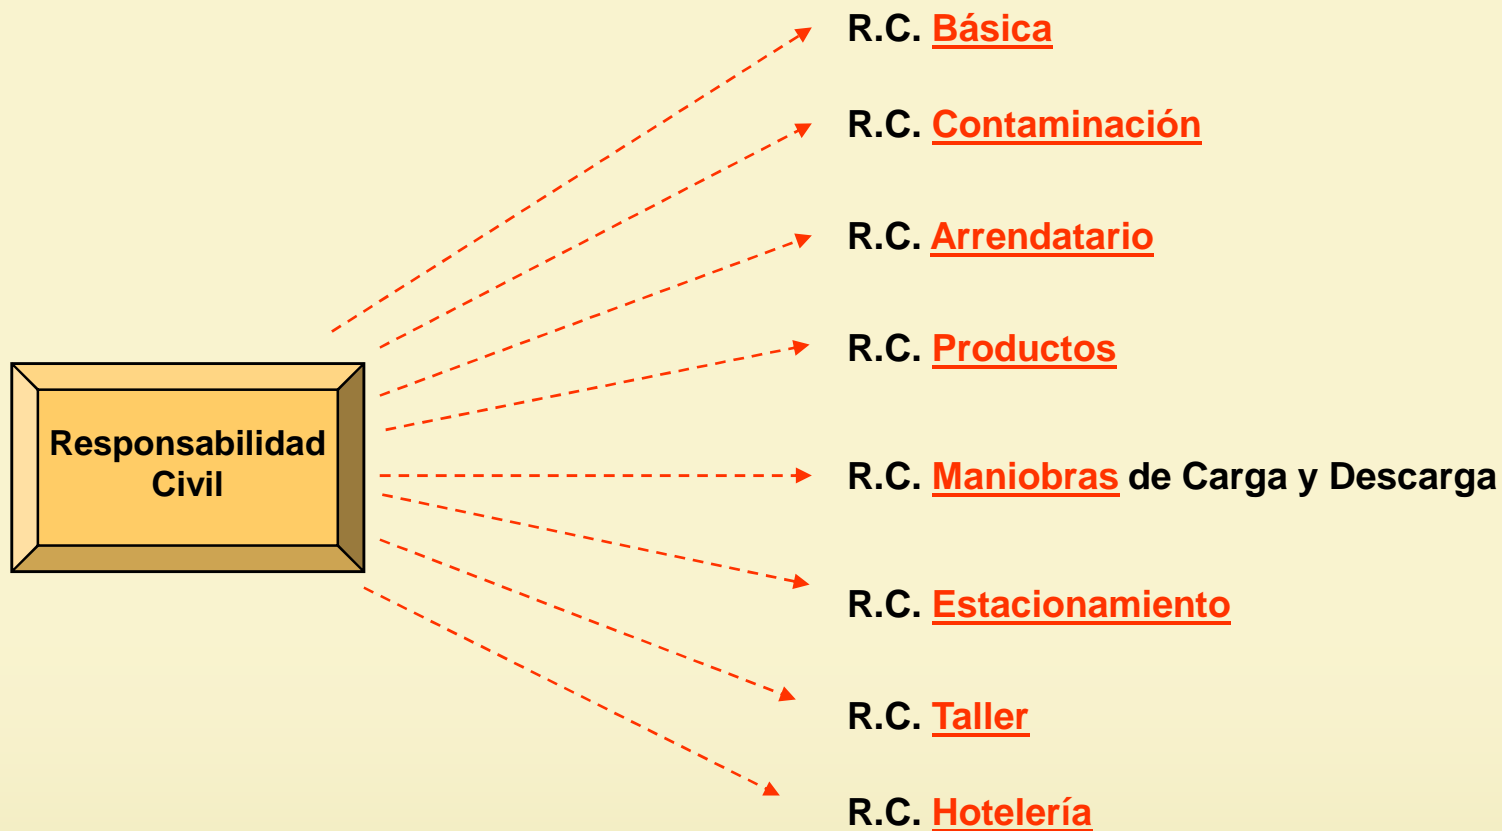 R.C. Básica
R.C. Contaminación
R.C. Arrendatario
R.C. Productos
Responsabilidad
Civil
R.C. Maniobras de Carga y Descarga
R.C. Estacionamiento
R.C. Taller
R.C. Hotelería